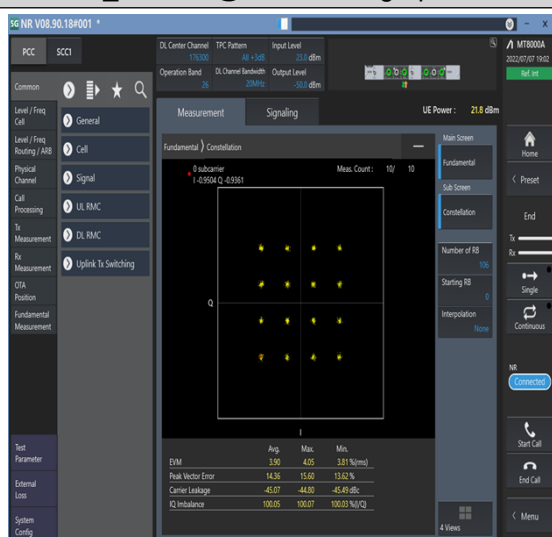 SG NR V08.90.18#001 *
X
PCC
SCC1
DL Center Channel TPC Pattern Input Level
176300 All +3dB 23.0 dBm
Operation Band DL Channel Bandwidth Output Level
26 20MHz -50.0 dBm
MT8000A
2022/07/07 19:02
Ref. Int
Common
Level / Freq
Cell
Level / Freq
Routing / ARB
Physical
Channel
Call
Processing
Tx
Measurement
Rx
Measurement
OTA
Position
Fundamental
Measurement
Test
Parameter
External
Loss
System
Config
General
Cell
Signal
UL RMC
DL RMC
Uplink Tx Switching
Measurement
Signaling
UE Power : 21.8 dBm
Fundamental Constellation
0 subcarrier Meas. Count : 10/ 10
I -0.9504 Q -0.9361
Q
I
Avg. Max. Min.
EVM 3.90 4.05 3.81 %(rms)
Peak Vector Error 14.36 15.60 13.62 %
Carrier Leakage -45.07 -44.80 -45.49 dBc
IQ Imbalance 100.05 100.07 100.03 %(I/Q)
Main Screen
Fundamental
Sub Screen
Constellation
Number of RB
106
Starting RB
0
Interpolation
None
4 Views
Home
Preset
End
Tx
Rx
Single
Continuous
NR
Connected
Start Call
End Call
Menu